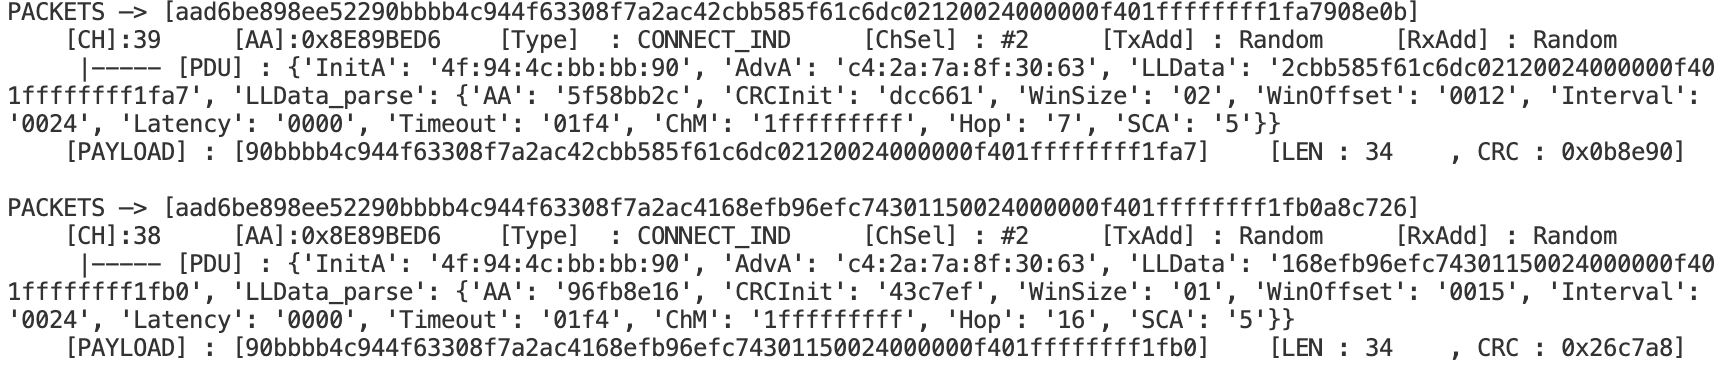 PACKETS —> [aad6be898ee52290bbbb4c944f63308f7a2ac42cbb585f61c6dc02120024000000f401ffffffff1fa7908e0b]
[CH]:39 [AA]:0x8E89BED6 [Type] : CONNECT_IND [ChSel] : #2 [TxAdd] : Random [RxAdd] : Random
|----- [PDU] : {'InitA': '4f:94:4c:bb:bb:90', 'AdvA': 'c4:2a:7a:8f:30:63', 'LLData': '2cbb585f61c6dc02120024000000f40
1ffffffff1fa7', 'LLData_parse': {'AA': '5f58bb2c', 'CRCInit': 'dcc661', 'WinSize': '02', 'WinOffset': '0012', 'Interval':
'0024', 'Latency': '0000', 'Timeout': '01f4', 'ChM': '1fffffffff', 'Hop': '7', 'SCA': '5'}}
[PAYLOAD] : [90bbbb4c944f63308f7a2ac42cbb585f61c6dc02120024000000f401ffffffff1fa7] [LEN : 34 , CRC : 0x0b8e90]
PACKETS —> [aad6be898ee52290bbbb4c944f63308f7a2ac4168efb96efc74301150024000000f401ffffffff1fb0a8c726]
[CH]:38 [AA]:0x8E89BED6 [Type] : CONNECT_IND [ChSel] : #2 [TxAdd] : Random [RxAdd] : Random
|----- [PDU] : {'InitA': '4f:94:4c:bb:bb:90', 'AdvA': 'c4:2a:7a:8f:30:63', 'LLData': '168efb96efc74301150024000000f40
1ffffffff1fb0', 'LLData_parse': {'AA': '96fb8e16', 'CRCInit': '43c7ef', 'WinSize': '01', 'WinOffset': '0015', 'Interval':
'0024', 'Latency': '0000', 'Timeout': '01f4', 'ChM': '1fffffffff', 'Hop': '16', 'SCA': '5'}}
[PAYLOAD] : [90bbbb4c944f63308f7a2ac4168efb96efc74301150024000000f401ffffffff1fb0] [LEN : 34 , CRC : 0x26c7a8]